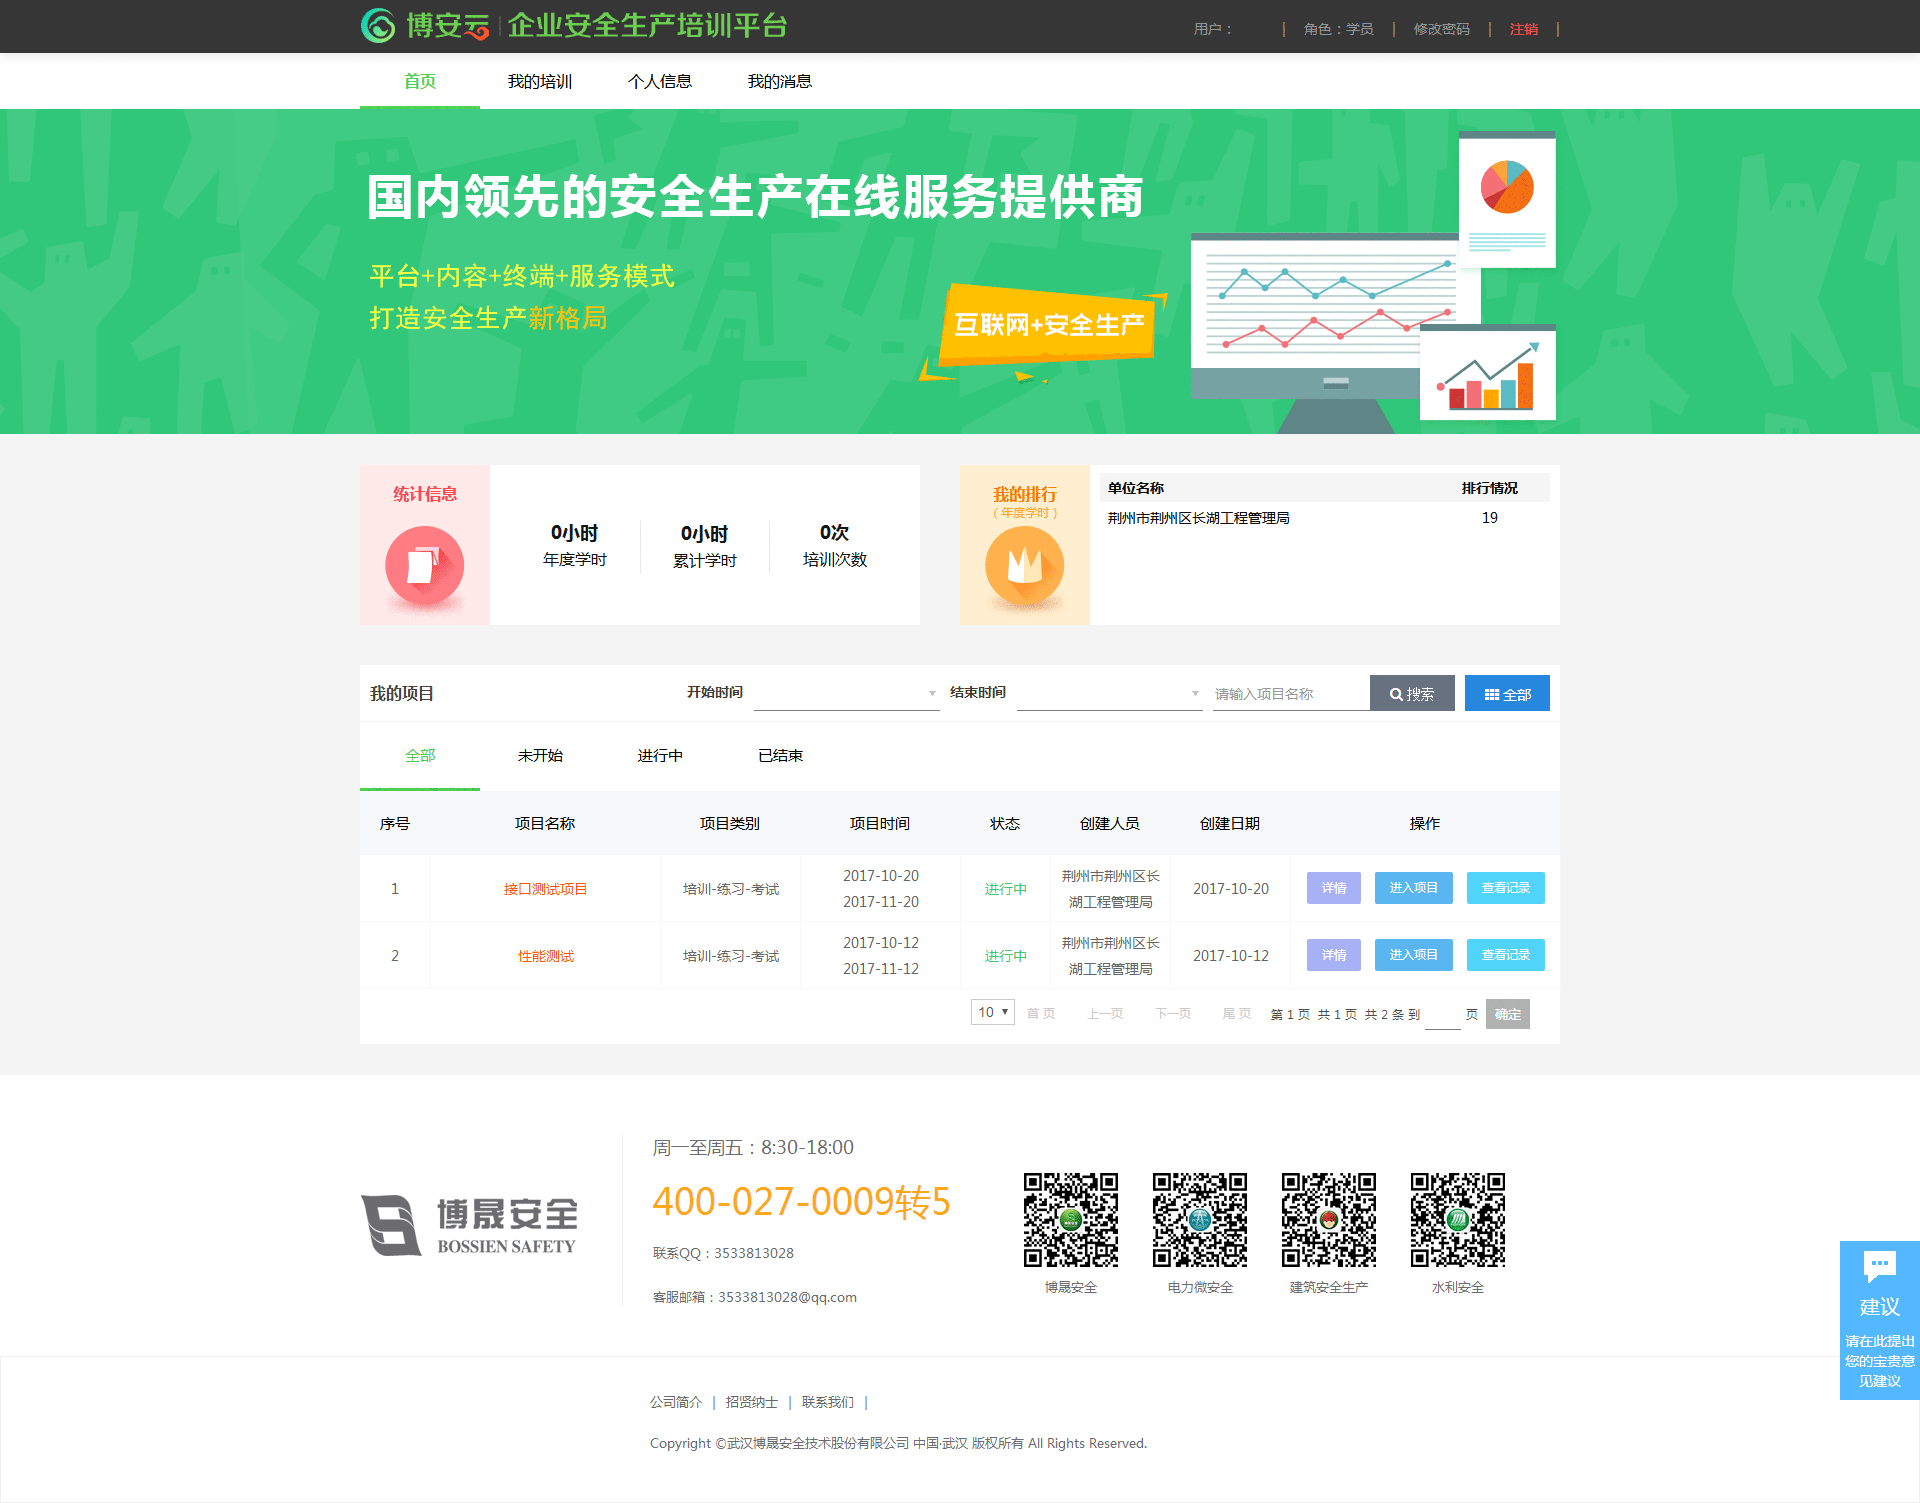 博安云 | 企业安全生产培训平台
用户： | 角色：学员 | 修改密码 | 注销 |
首页 我的培训 个人信息 我的消息
国内领先的安全生产在线服务提供商
平台+内容+终端+服务模式
打造安全生产新格局
互联网+安全生产
统计信息
0小时 0小时 0次
年度学时 累计学时 培训次数
我的排行
（年度学时）
单位名称 排行情况
荆州市荆州区长湖工程管理局 19
我的项目 开始时间 结束时间 请输入项目名称 搜索 全部
全部 未开始 进行中 已结束
序号 项目名称 项目类别 项目时间 状态 创建人员 创建日期 操作
1 接口测试项目 培训-练习-考试 2017-10-20 2017-11-20 进行中 荆州市荆州区长湖工程管理局 2017-10-20 详情 进入项目 查看记录
2 性能测试 培训-练习-考试 2017-10-12 2017-11-12 进行中 荆州市荆州区长湖工程管理局 2017-10-12 详情 进入项目 查看记录
10 首页 上一页 下一页 尾页 第1页 共1页 共2条 到 页 确定
博晟安全
BOSSIEN SAFETY
周一至周五：8:30-18:00
400-027-0009转5
联系QQ：3533813028
客服邮箱：3533813028@qq.com
博晟安全 电力微安全 建筑安全生产 水利安全
建议
请在此提出
您的宝贵意
见建议
公司简介 | 招贤纳士 | 联系我们 |
Copyright ©武汉博晟安全技术股份有限公司 中国·武汉 版权所有 All Rights Reserved.